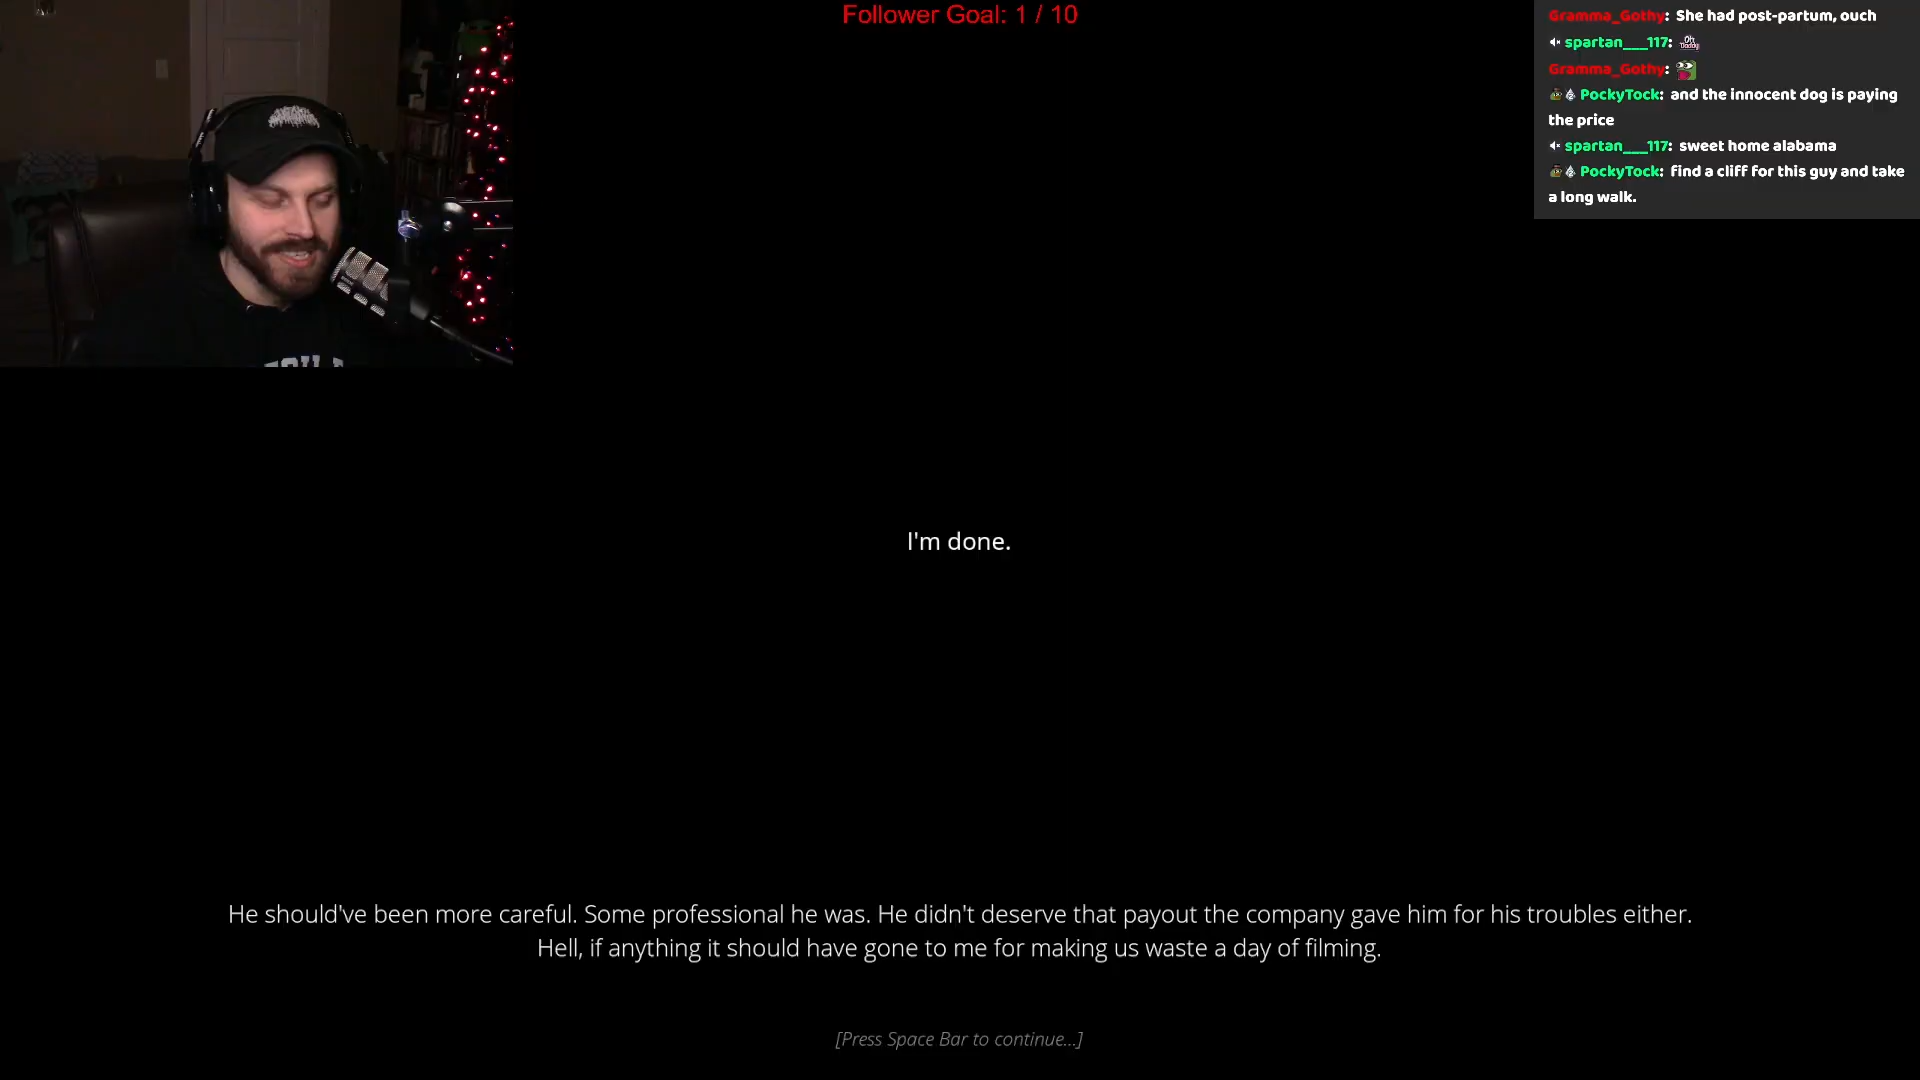 Follower Goal: 1 / 10
Gramma_Gothy: She had post-partum, ouch
spartan___117:
Gramma_Gothy:
PockyTock: and the innocent dog is paying
the price
spartan___117: sweet home alabama
PockyTock: find a cliff for this guy and take
a long walk.
I'm done.
He should've been more careful. Some professional he was. He didn't deserve that payout the company gave him for his troubles either.
Hell, if anything it should have gone to me for making us waste a day of filming.
[Press Space Bar to continue...]